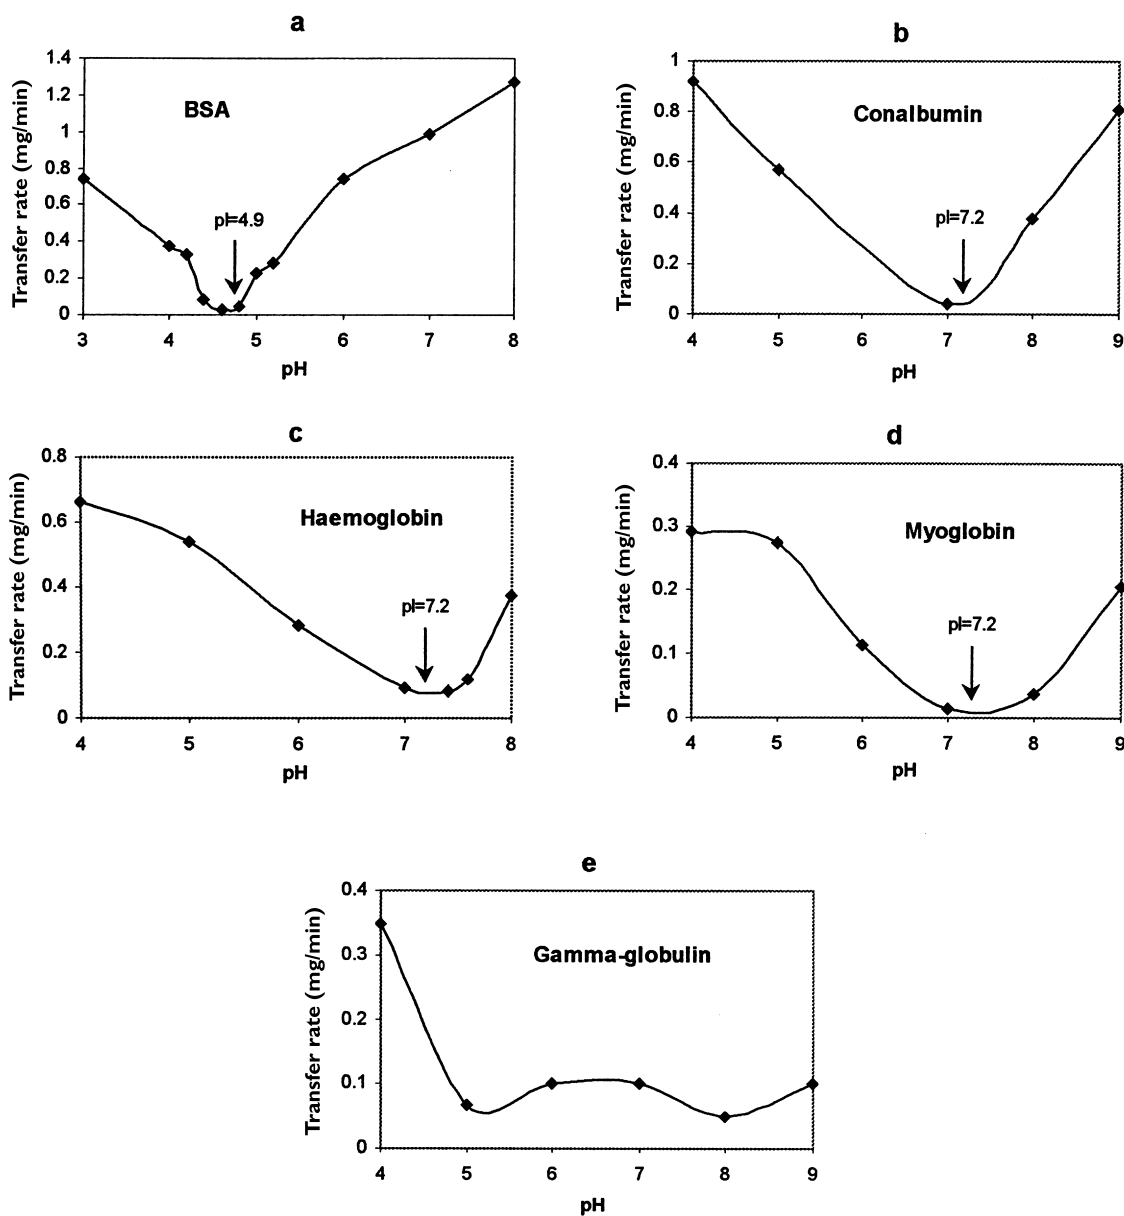 a
Transfer rate (mg/min)
1.4
1.2
1
0.8
0.6
0.4
0.2
0
BSA
pI=4.9
3 4 5 6 7 8
pH
b
Transfer rate (mg/min)
1
0.8
0.6
0.4
0.2
0
Conalbumin
pI=7.2
4 5 6 7 8 9
pH
c
Transfer rate (mg/min)
0.8
0.6
0.4
0.2
0
Haemoglobin
pI=7.2
4 5 6 7 8
pH
d
Transfer rate (mg/min)
0.4
0.3
0.2
0.1
0
Myoglobin
pI=7.2
4 5 6 7 8 9
pH
e
Transfer rate (mg/min)
0.4
0.3
0.2
0.1
0
Gamma-globulin
4 5 6 7 8 9
pH